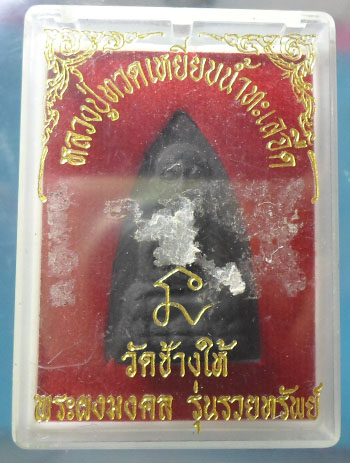 หลวงปู่ทวดเหยียบน้ำทะเลจืด
วัดช้างให้
พระผงมงคล รุ่นรวยทรัพย์